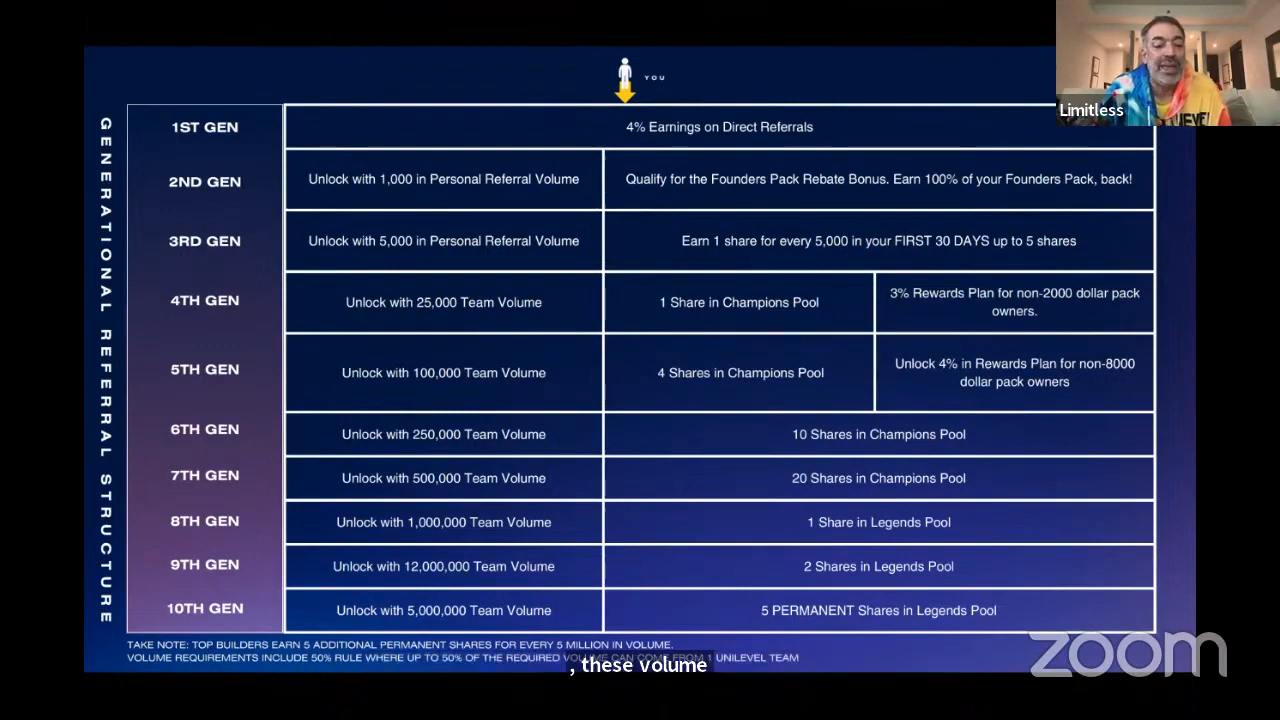 YOU
Limitless
GENERATIONAL REFERRAL STRUCTURE
1ST GEN
4% Earnings on Direct Referrals
2ND GEN
Unlock with 1,000 in Personal Referral Volume
Qualify for the Founders Pack Rebate Bonus. Earn 100% of your Founders Pack, back!
3RD GEN
Unlock with 5,000 in Personal Referral Volume
Earn 1 share for every 5,000 in your FIRST 30 DAYS up to 5 shares
4TH GEN
Unlock with 25,000 Team Volume
1 Share in Champions Pool
3% Rewards Plan for non-2000 dollar pack
owners.
5TH GEN
Unlock with 100,000 Team Volume
4 Shares in Champions Pool
Unlock 4% in Rewards Plan for non-8000
dollar pack owners
6TH GEN
Unlock with 250,000 Team Volume
10 Shares in Champions Pool
7TH GEN
Unlock with 500,000 Team Volume
20 Shares in Champions Pool
8TH GEN
Unlock with 1,000,000 Team Volume
1 Share in Legends Pool
9TH GEN
Unlock with 12,000,000 Team Volume
2 Shares in Legends Pool
10TH GEN
Unlock with 5,000,000 Team Volume
5 PERMANENT Shares in Legends Pool
TAKE NOTE: TOP BUILDERS EARN 5 ADDITIONAL PERMANENT SHARES FOR EVERY 5 MILLION IN VOLUME.
VOLUME REQUIREMENTS INCLUDE 50% RULE WHERE UP TO 50% OF THE REQUIRED VOLUME CAN COME FROM 1 UNILEVEL TEAM
, these volume
zoom